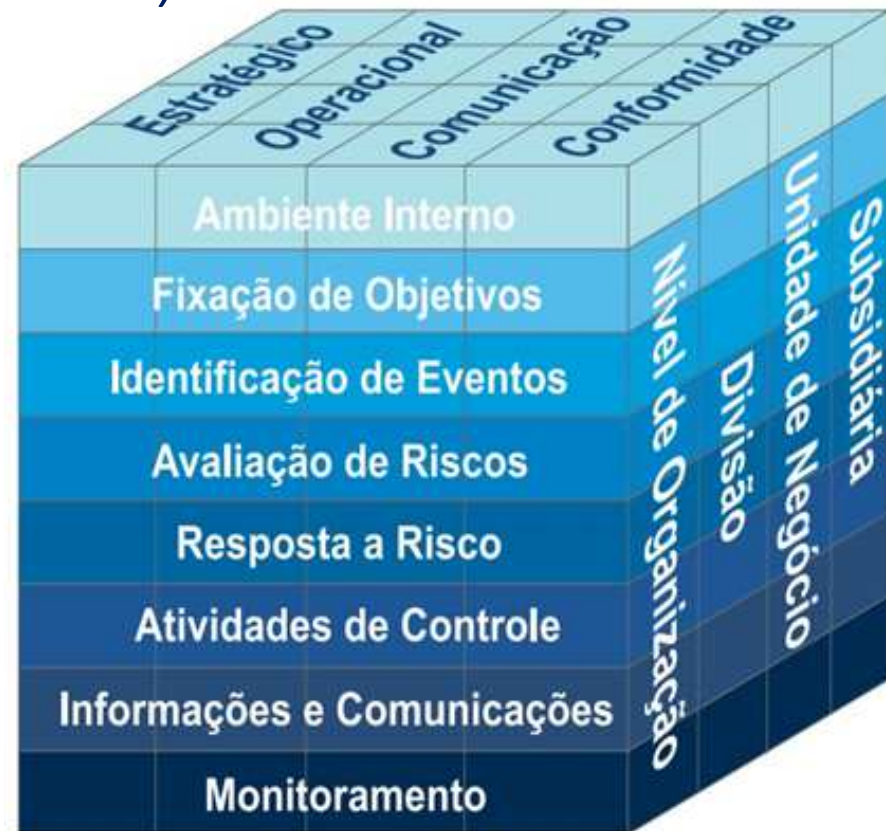 Estratégico
Operacional
Comunicação
Conformidade
Ambiente Interno
Fixação de Objetivos
Identificação de Eventos
Avaliação de Riscos
Resposta a Risco
Atividades de Controle
Informações e Comunicações
Monitoramento
Nível de Organização
Divisão
Unidade de Negócio
Subsidiária